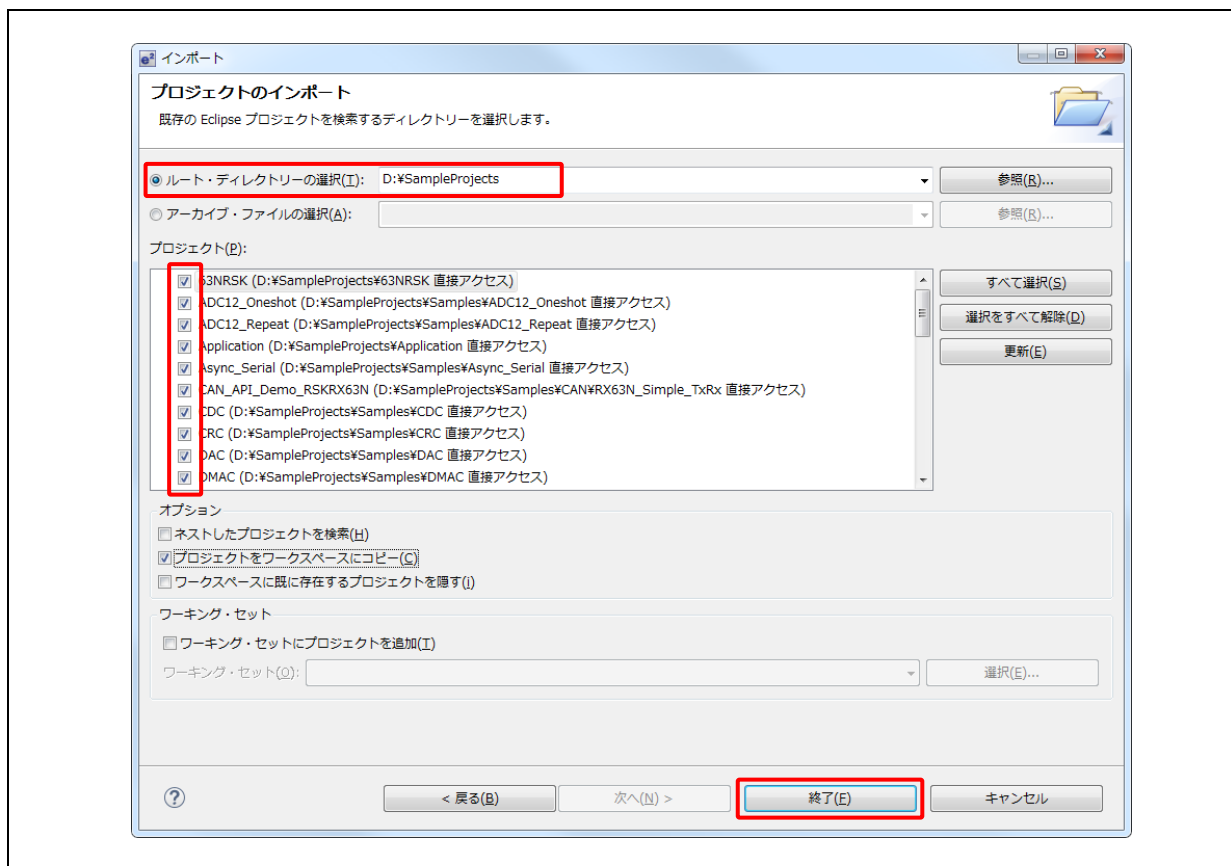 e² インポート
プロジェクトのインポート
既存の Eclipse プロジェクトを検索するディレクトリーを選択します。
ルート・ディレクトリーの選択(T): D:¥SampleProjects 参照(R)...
アーカイブ・ファイルの選択(A): 参照(R)...
プロジェクト(P):
63NRSK (D:¥SampleProjects¥63NRSK 直接アクセス) すべて選択(S)
ADC12_Oneshot (D:¥SampleProjects¥Samples¥ADC12_Oneshot 直接アクセス)
ADC12_Repeat (D:¥SampleProjects¥Samples¥ADC12_Repeat 直接アクセス) 選択をすべて解除(D)
Application (D:¥SampleProjects¥Application 直接アクセス) 更新(E)
Async_Serial (D:¥SampleProjects¥Samples¥Async_Serial 直接アクセス)
CAN_API_Demo_RSKRX63N (D:¥SampleProjects¥Samples¥CAN¥RX63N_Simple_TxRx 直接アクセス)
CDC (D:¥SampleProjects¥Samples¥CDC 直接アクセス)
CRC (D:¥SampleProjects¥Samples¥CRC 直接アクセス)
DAC (D:¥SampleProjects¥Samples¥DAC 直接アクセス)
DMAC (D:¥SampleProjects¥Samples¥DMAC 直接アクセス)
オプション
ネストしたプロジェクトを検索(H)
プロジェクトをワークスペースにコピー(C)
ワークスペースに既に存在するプロジェクトを隠す(i)
ワーキング・セット
ワーキング・セットにプロジェクトを追加(T)
ワーキング・セット(O): 選択(E)...
? < 戻る(B) 次へ(N) > 終了(F) キャンセル